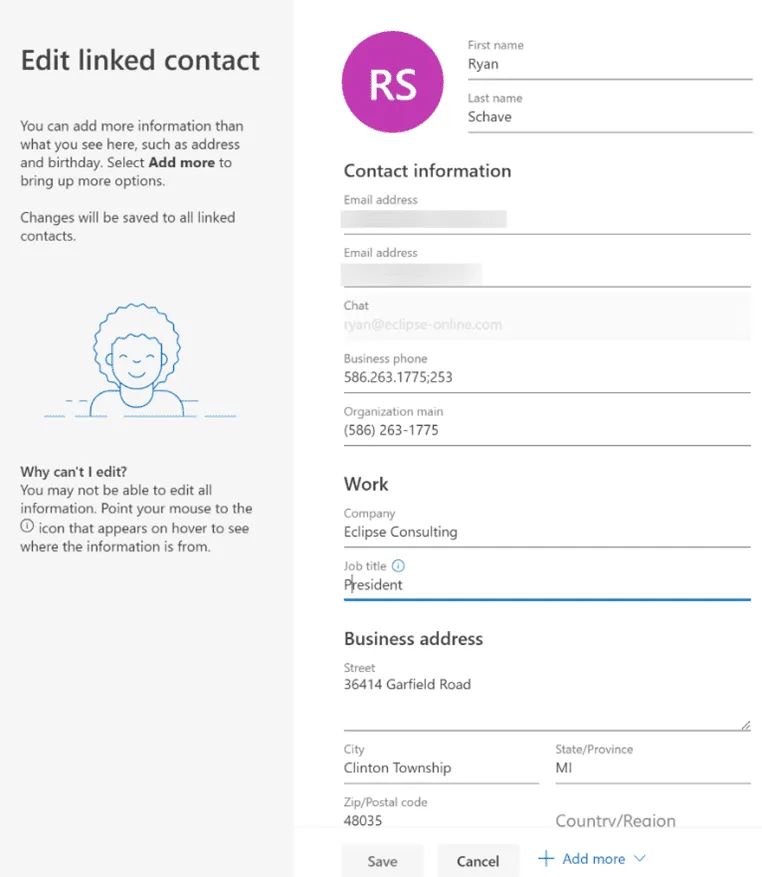 Edit linked contact
You can add more information than
what you see here, such as address
and birthday. Select Add more to
bring up more options.
Changes will be saved to all linked
contacts.
Why can't I edit?
You may not be able to edit all
information. Point your mouse to the
icon that appears on hover to see
where the information is from.
RS
First name
Ryan
Last name
Schave
Contact information
Email address
Email address
Chat
ryan@eclipse-online.com
Business phone
586.263.1775;253
Organization main
(586) 263-1775
Work
Company
Eclipse Consulting
Job title
President
Business address
Street
36414 Garfield Road
City
Clinton Township
State/Province
MI
Zip/Postal code
48035
Country/Region
Save
Cancel
Add more